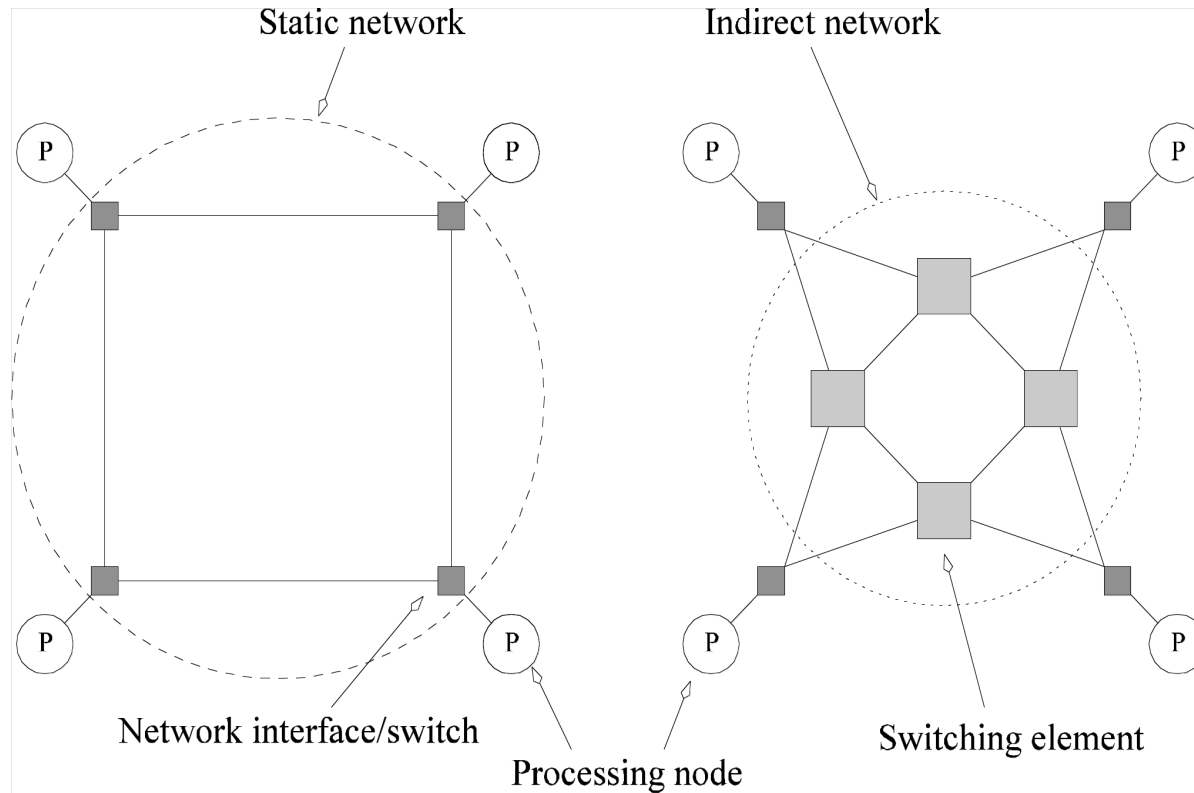 Static network
Indirect network
P
P
P
P
P
P
P
P
Network interface/switch
Switching element
Processing node